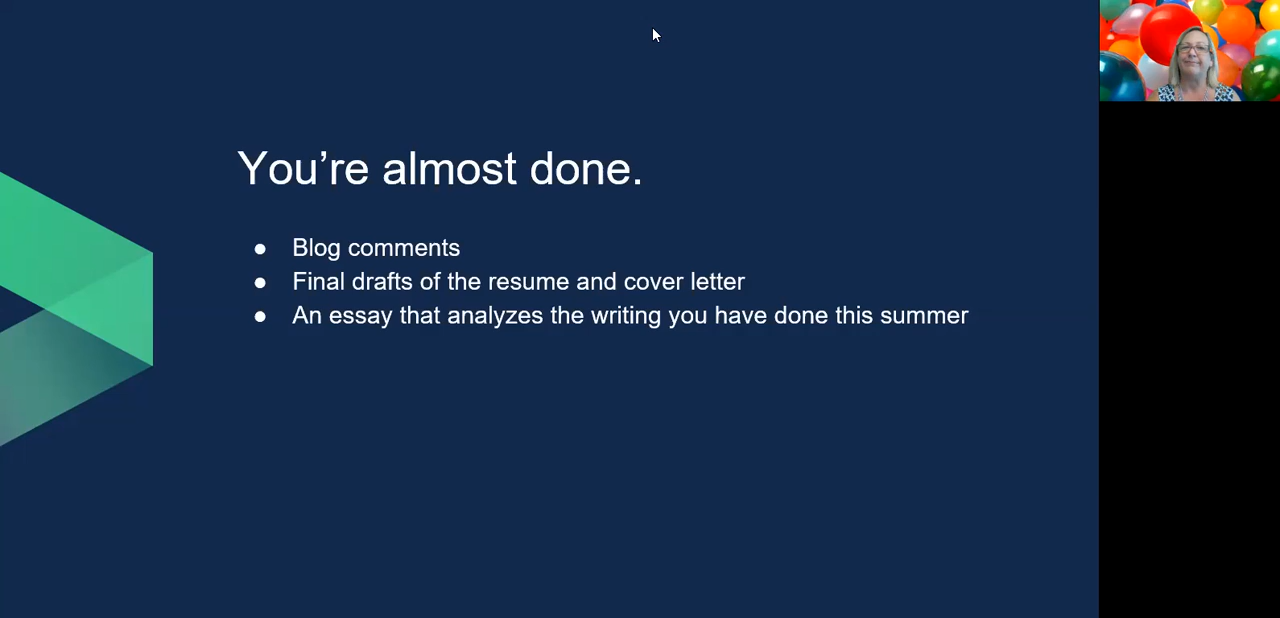 You’re almost done.
● Blog comments
● Final drafts of the resume and cover letter
● An essay that analyzes the writing you have done this summer